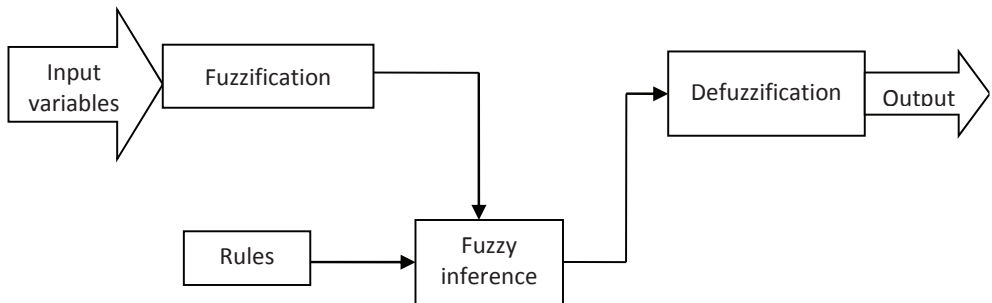 Input
variables
Fuzzification
Defuzzification
Output
Rules
Fuzzy
inference